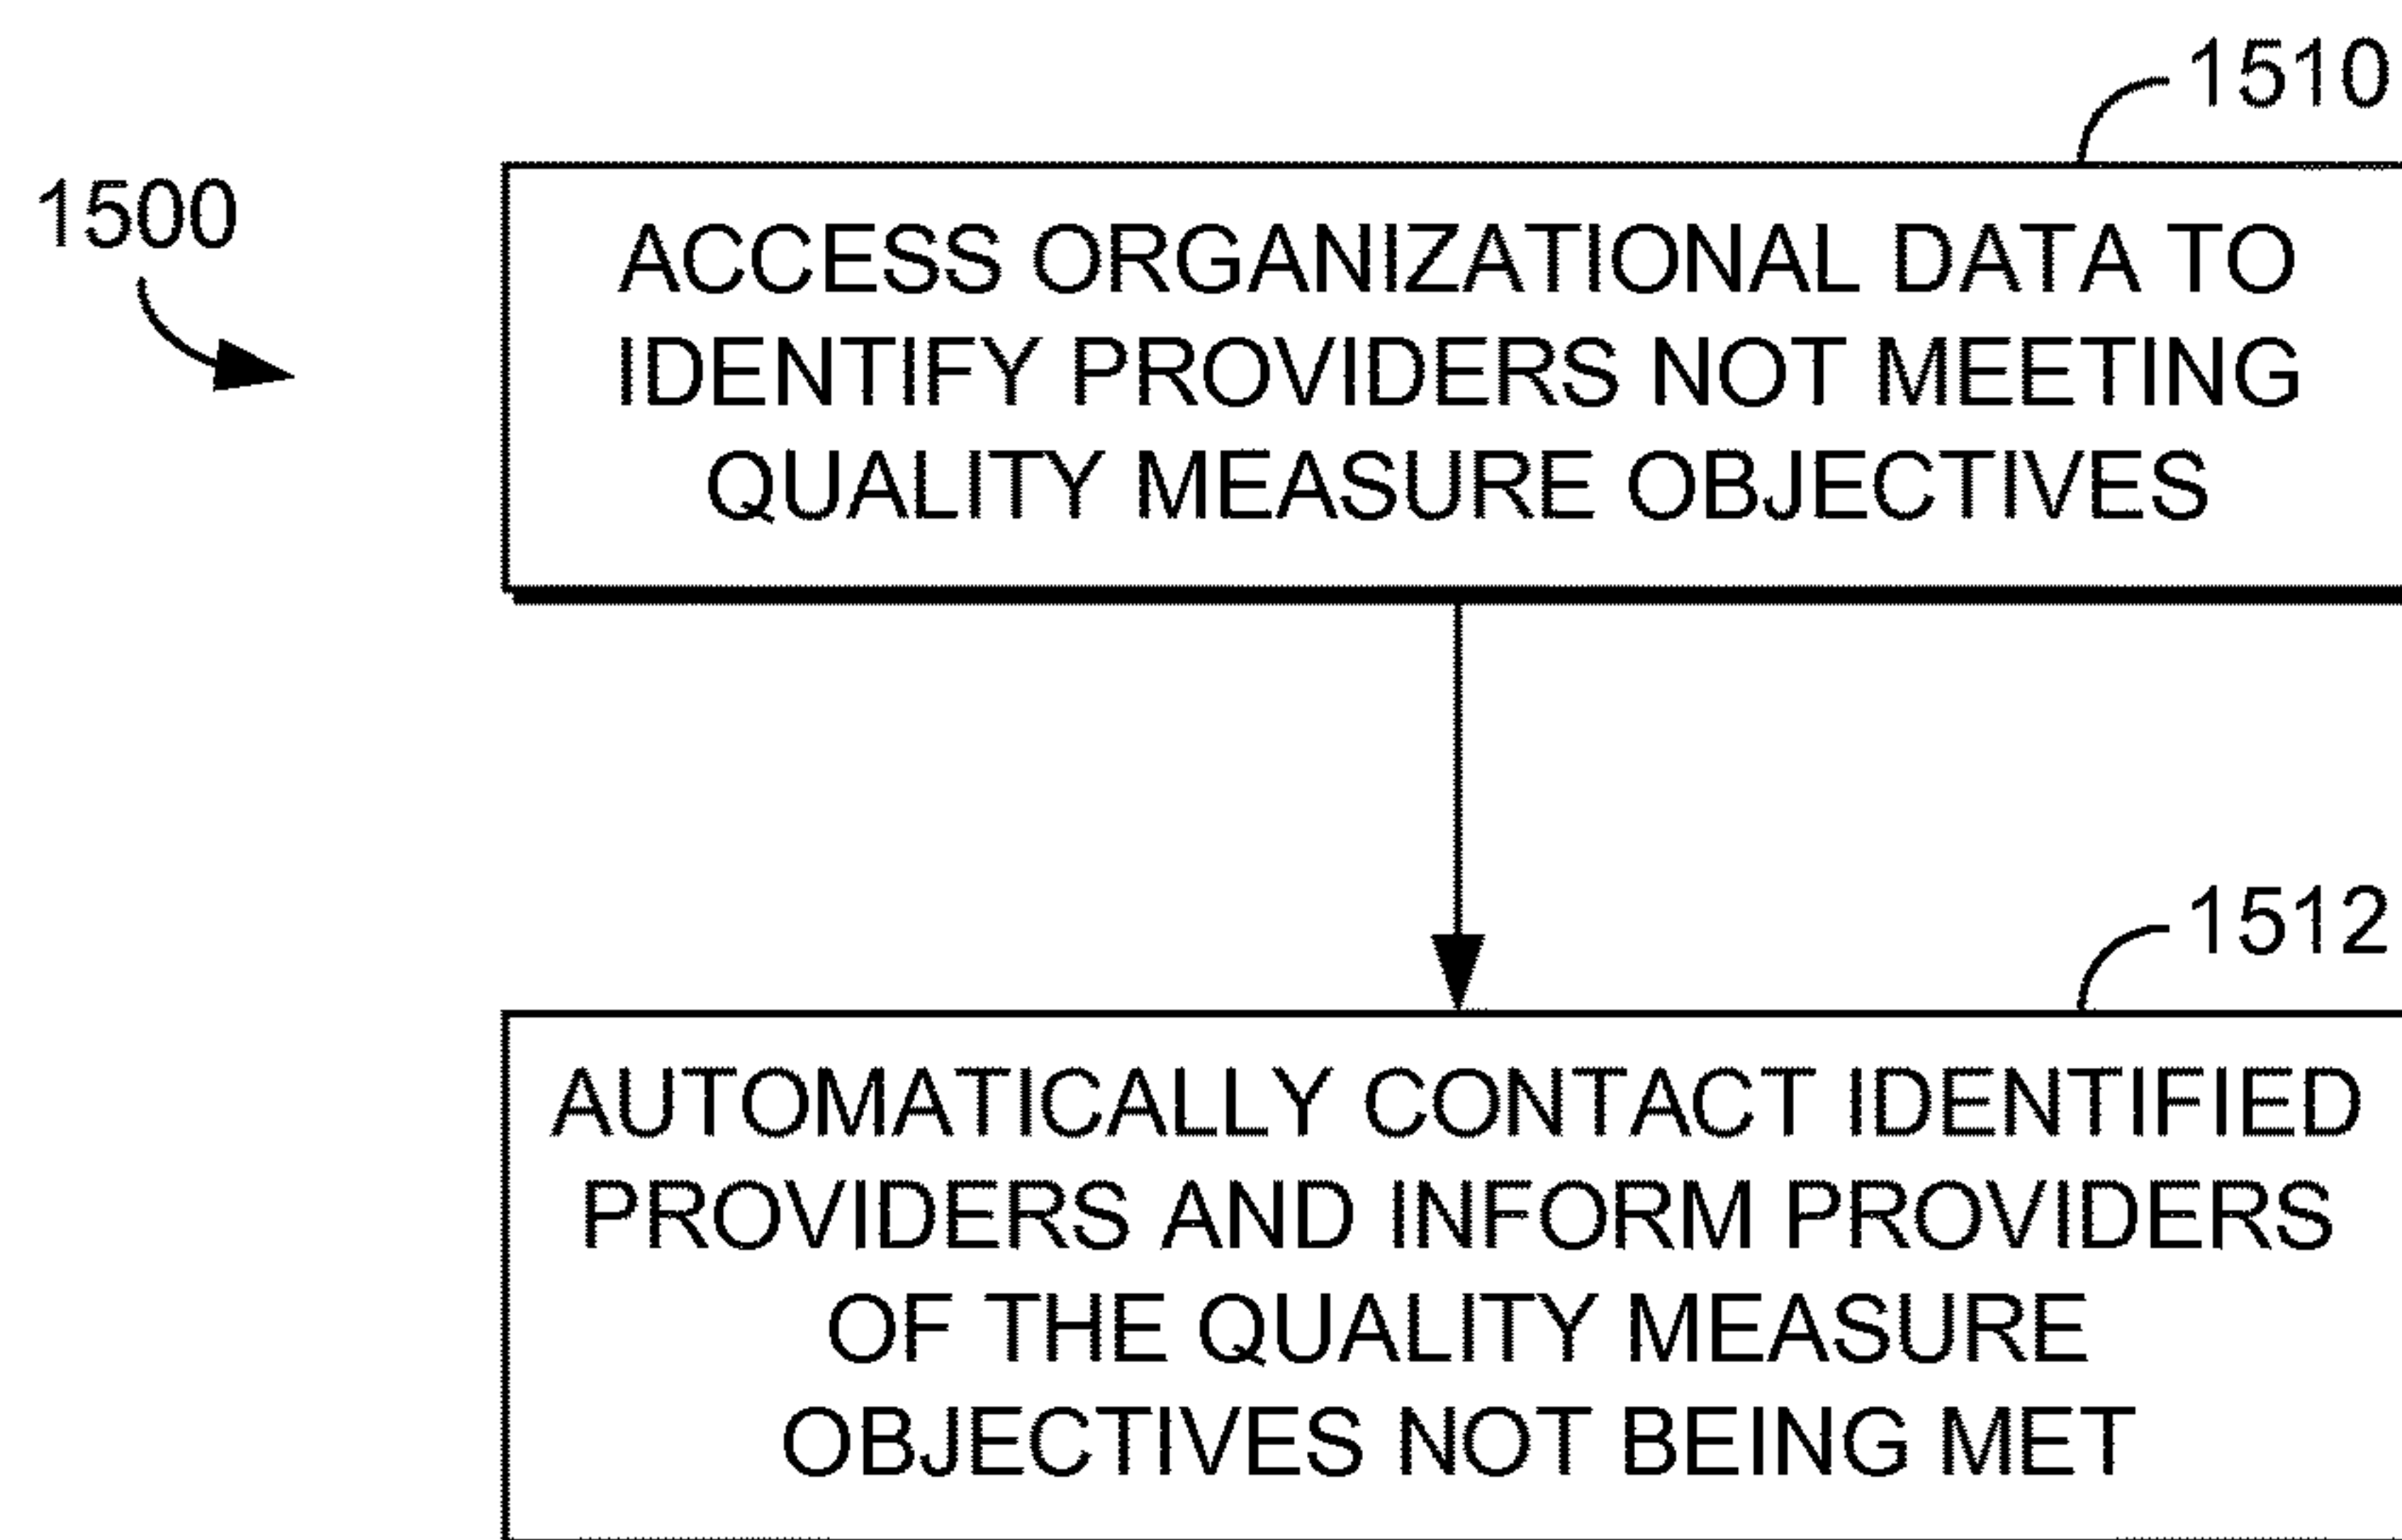 1510
1500
ACCESS ORGANIZATIONAL DATA TO
IDENTIFY PROVIDERS NOT MEETING
QUALITY MEASURE OBJECTIVES
1512
AUTOMATICALLY CONTACT IDENTIFIED
PROVIDERS AND INFORM PROVIDERS
OF THE QUALITY MEASURE
OBJECTIVES NOT BEING MET